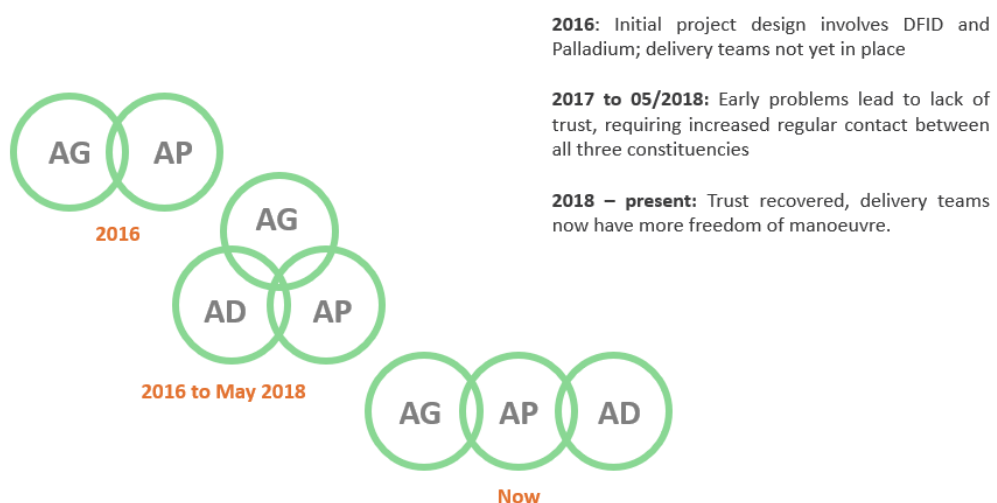 2016: Initial project design involves DFID and
Palladium; delivery teams not yet in place
2017 to 05/2018: Early problems lead to lack of
trust, requiring increased regular contact between
all three constituencies
2018 – present: Trust recovered, delivery teams
now have more freedom of manoeuvre.
AG AP
2016
AG
AD AP
2016 to May 2018
AG AP AD
Now